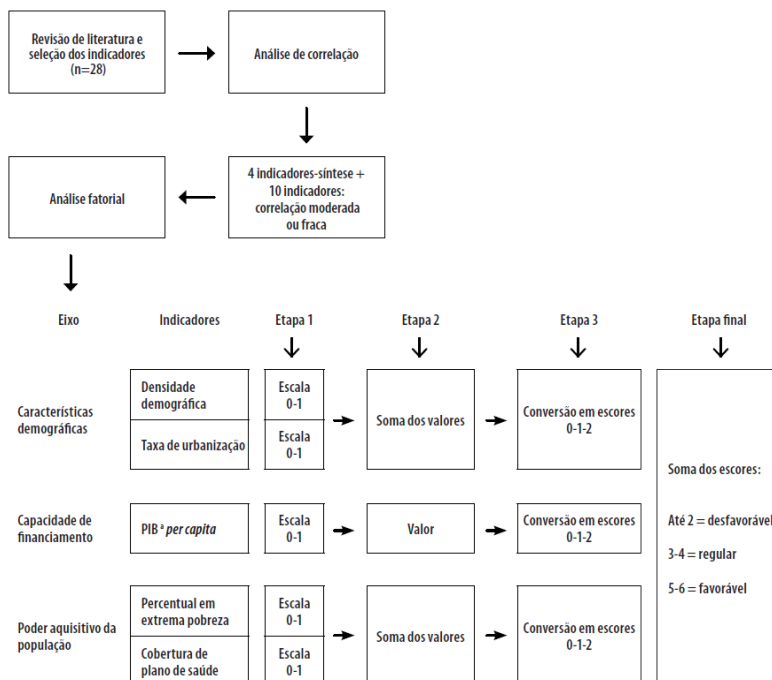 Revisão de literatura e
seleção dos indicadores
(n=28)
Análise de correlação
Análise fatorial
4 indicadores-síntese +
10 indicadores:
correlação moderada
ou fraca
Eixo
Indicadores
Etapa 1
Etapa 2
Etapa 3
Etapa final
Características
demográficas
Densidade
demográfica
Escala
0-1
Taxa de urbanização
Escala
0-1
Soma dos valores
Conversão em escores
0-1-2
Capacidade de
financiamento
PIB ª per capita
Escala
0-1
Valor
Conversão em escores
0-1-2
Poder aquisitivo da
população
Percentual em
extrema pobreza
Escala
0-1
Cobertura de
plano de saúde
Escala
0-1
Soma dos valores
Conversão em escores
0-1-2
Soma dos escores:
Até 2 = desfavorável
3-4 = regular
5-6 = favorável